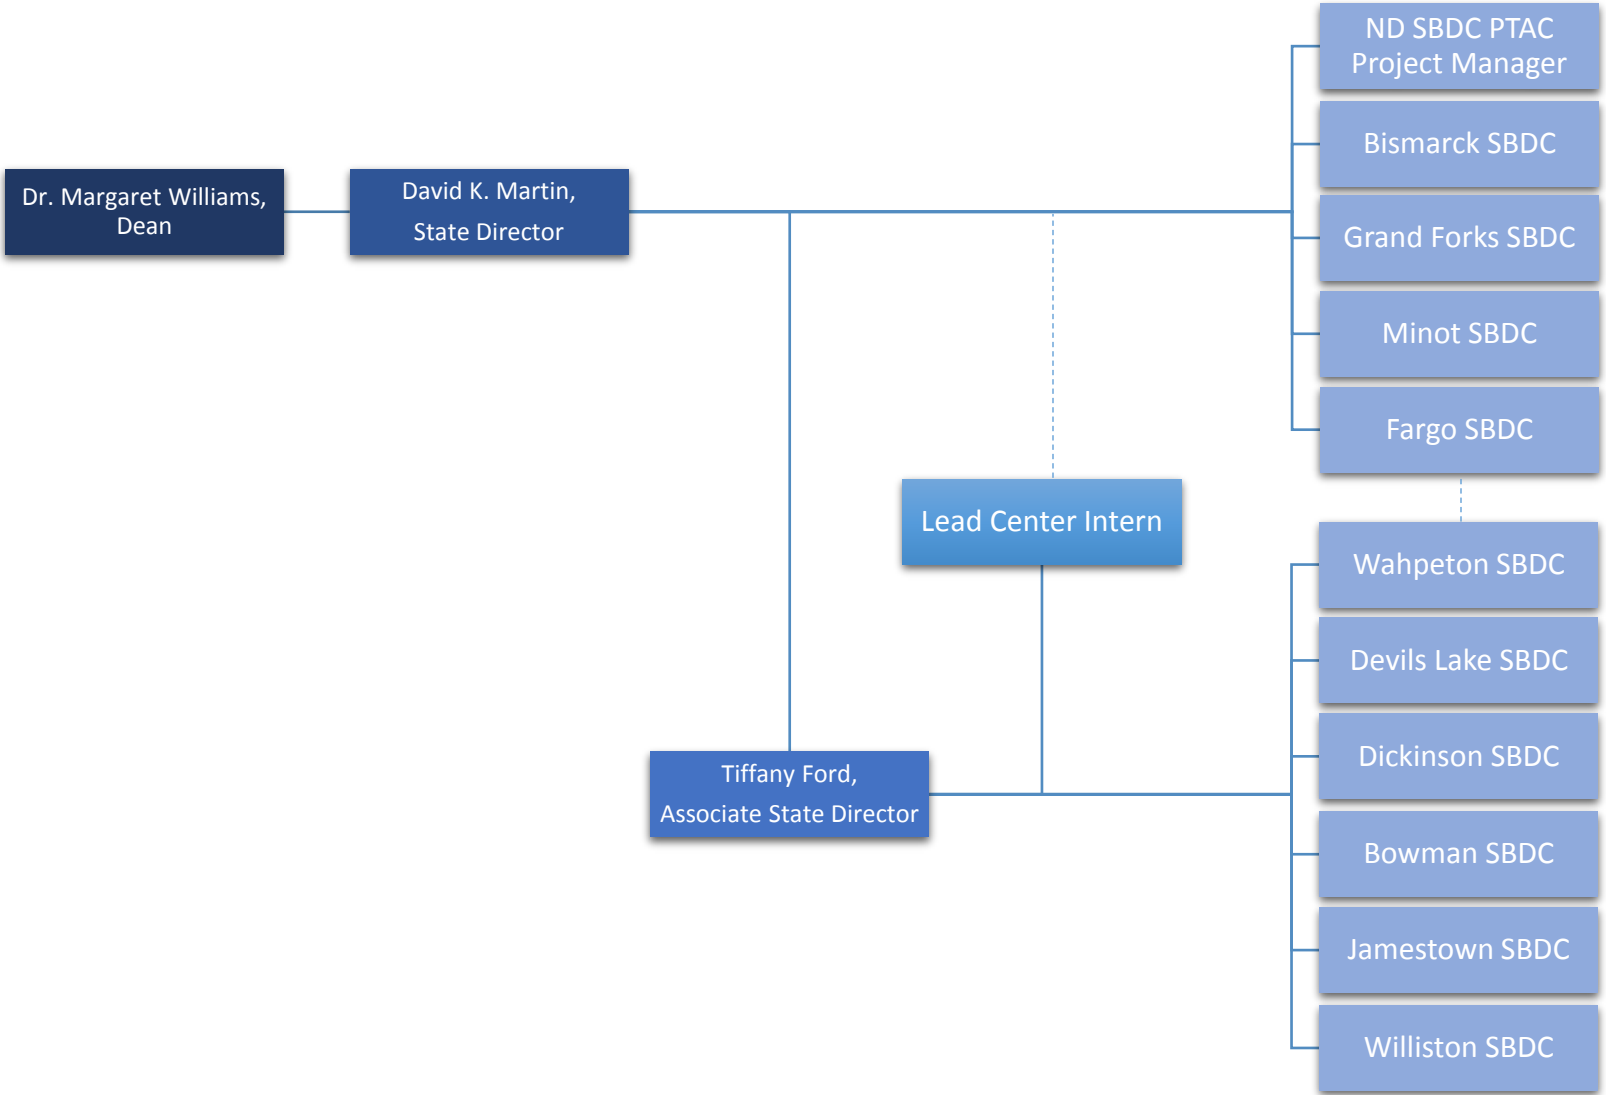 Dr. Margaret Williams,
Dean
David K. Martin,
State Director
ND SBDC PTAC
Project Manager
Bismarck SBDC
Grand Forks SBDC
Minot SBDC
Fargo SBDC
Lead Center Intern
Tiffany Ford,
Associate State Director
Wahpeton SBDC
Devils Lake SBDC
Dickinson SBDC
Bowman SBDC
Jamestown SBDC
Williston SBDC